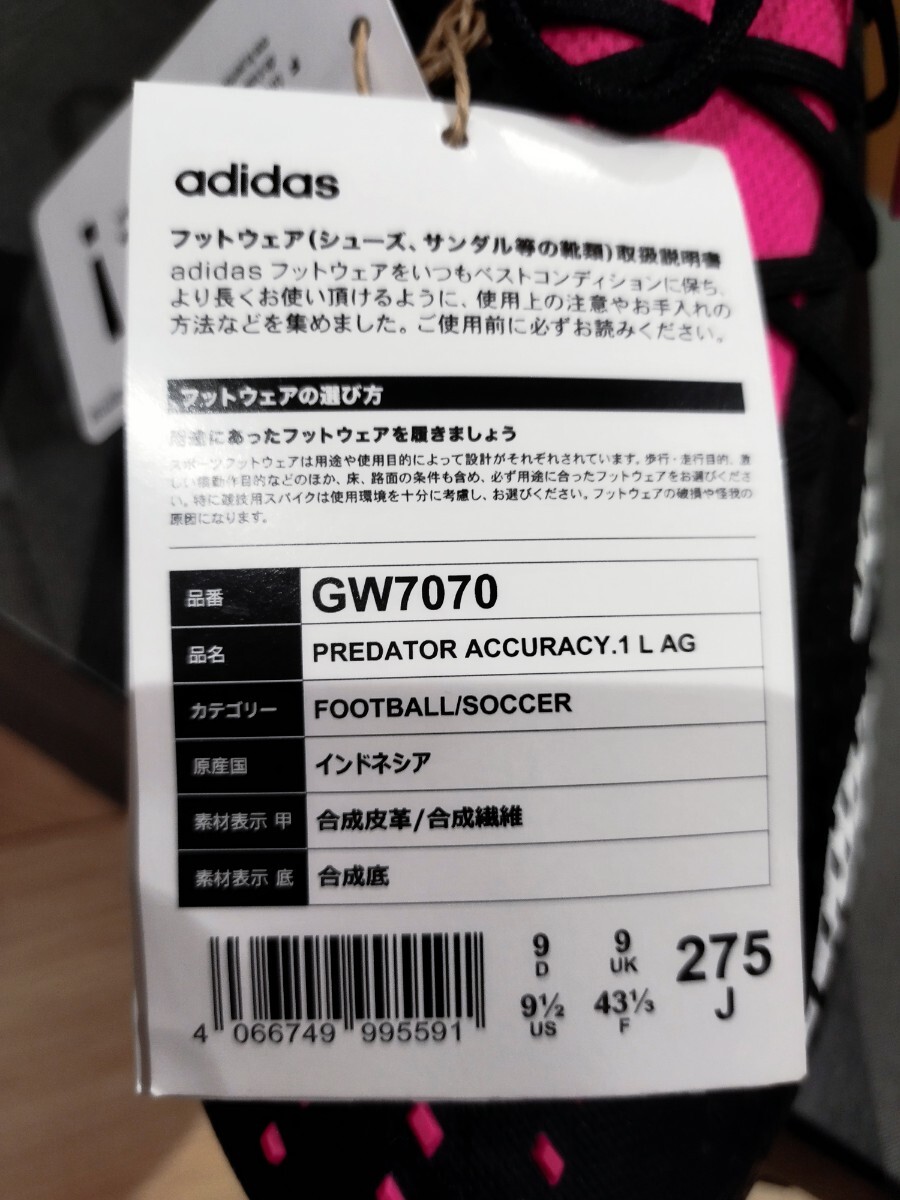 adidas
フットウェア(シューズ、サンダル等の靴類)取扱説明書
adidas フットウェアをいつもベストコンディションに保ち、
より長くお使い頂けるように、使用上の注意やお手入れの
方法などを集めました。ご使用前に必ずお読みください。
フットウェアの選び方
用途にあったフットウェアを履きましょう
スポーツフットウェアは用途や使用目的によって設計がそれぞれされています。歩行・走行目的、激
しい運動作目的などのほか、床、路面の条件も含め、必ず用途に合ったフットウェアをお選びくださ
い。特に競技用スパイクは使用環境を十分に考慮し、お選びください。フットウェアの破損や怪我の
原因になります。
品番 GW7070
品名 PREDATOR ACCURACY.1 L AG
カテゴリー FOOTBALL/SOCCER
原産国 インドネシア
素材表示 甲 合成皮革/合成繊維
素材表示 底 合成底
9 9 275
D UK J
9½ 43⅓
US F
4 066749 995591